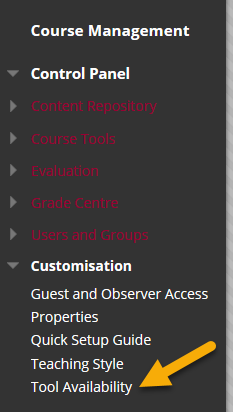 Course Management
Control Panel
Content Repository
Course Tools
Evaluation
Grade Centre
Users and Groups
Customisation
Guest and Observer Access
Properties
Quick Setup Guide
Teaching Style
Tool Availability